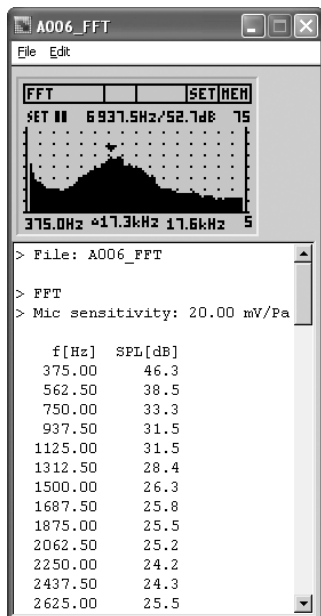 A006_FFT
File Edit
FFT SET MEM
SET 6937.5Hz/52.7dB 75
375.0Hz 17.3kHz 17.6kHz 5
> File: A006_FFT
> FFT
> Mic sensitivity: 20.00 mV/Pa
f[Hz] SPL[dB]
375.00 46.3
562.50 38.5
750.00 33.3
937.50 31.5
1125.00 31.5
1312.50 28.4
1500.00 26.3
1687.50 25.8
1875.00 25.5
2062.50 25.2
2250.00 24.2
2437.50 24.3
2625.00 25.5